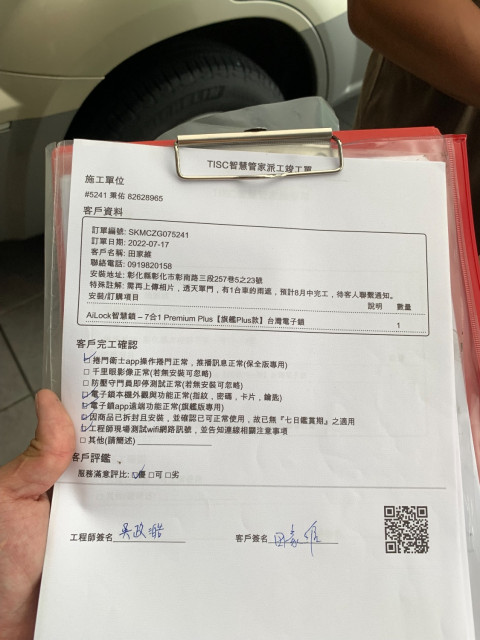 TISC智慧管家派工竣工單
施工單位
#5241 秉佑 82628965
客戶資料
訂單編號: SKMCZG075241
訂單日期: 2022-07-17
客戶名稱: 田家維
聯絡電話: 0919820158
安裝地址: 彰化縣彰化市彰南路三段257巷5之23號
特殊註解: 需再上傳相片，透天單門，有1台車的雨遮，預計8月中完工，待客人聯繫通知。
安裝/訂購項目 說明 數量
AiLock智慧鎖 – 7合1 Premium Plus【旗艦Plus款】台灣電子鎖 1
客戶完工確認
捲門衛士app操作捲門正常，推播訊息正常(保全版專用)
□千里眼影像正常(若無安裝可忽略)
□防壓守門員即停測試正常(若無安裝可忽略)
電子鎖本機外觀與功能正常(指紋，密碼，卡片，鑰匙)
電子鎖app遠端功能正常(旗艦版專用)
因商品已拆封且安裝，並確認已可正常使用，故已無『七日鑑賞期』之適用
工程師現場測試wifi網路訊號，並告知連線相關注意事項
□其他(請簡述)
客戶評鑑
服務滿意評比: 優 □可 □劣
工程師簽名 吳政皓
客戶簽名 田家維